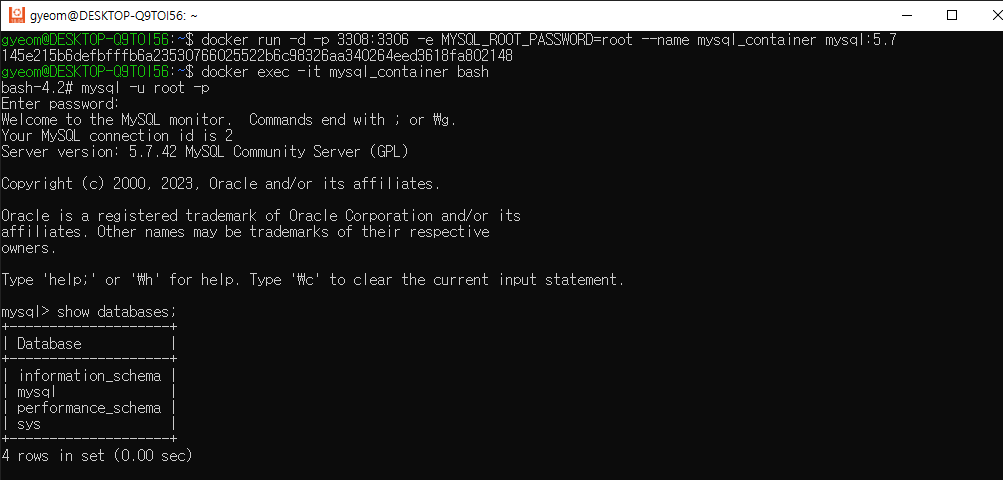 gyeom@DESKTOP-Q9TOI56: ~
gyeom@DESKTOP-Q9TOI56:~$ docker run -d -p 3308:3306 -e MYSQL_ROOT_PASSWORD=root --name mysql_container mysql:5.7
145e215b6defbfffb6a23530766025522b6c98326aa340264eed3618fa802148
gyeom@DESKTOP-Q9TOI56:~$ docker exec -it mysql_container bash
bash-4.2# mysql -u root -p
Enter password:
Welcome to the MySQL monitor.  Commands end with ; or ₩g.
Your MySQL connection id is 2
Server version: 5.7.42 MySQL Community Server (GPL)

Copyright (c) 2000, 2023, Oracle and/or its affiliates.

Oracle is a registered trademark of Oracle Corporation and/or its
affiliates. Other names may be trademarks of their respective
owners.

Type 'help;' or '₩h' for help. Type '₩c' to clear the current input statement.

mysql> show databases;
+--------------------+
| Database           |
+--------------------+
| information_schema |
| mysql              |
| performance_schema |
| sys                |
+--------------------+
4 rows in set (0.00 sec)